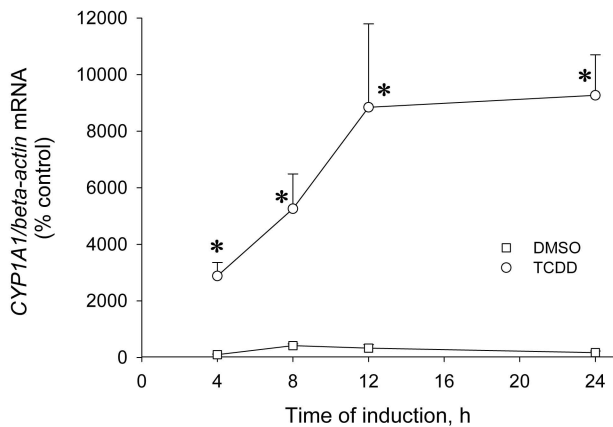 12000
10000
8000
6000
4000
2000
0
CYP1A1/beta-actin mRNA
(% control)
*
*
*
*
DMSO
TCDD
0 4 8 12 16 20 24
Time of induction, h